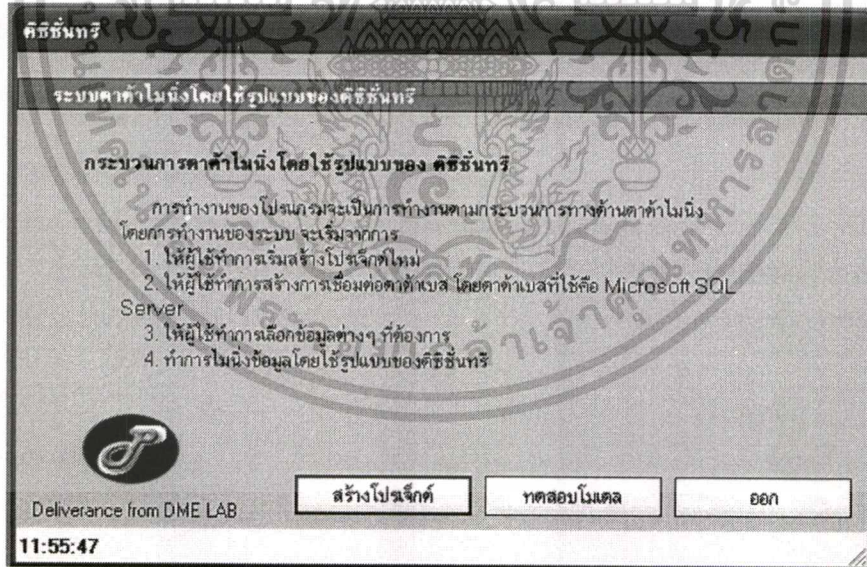 ดิซิชั่นทรี
ระบบดาต้าไมนิ่งโดยใช้รูปแบบของดิซิชั่นทรี
กระบวนการดาต้าไมนิ่งโดยใช้รูปแบบของ ดิซิชั่นทรี
การทำงานของโปรแกรมจะเป็นการทำงานตามกระบวนการทางด้านดาต้าไมนิ่ง
โดยการทำงานของระบบ จะเริ่มจากการ
1. ให้ผู้ใช้ทำการเริ่มสร้างโปรเจ็กต์ใหม่
2. ให้ผู้ใช้ทำการสร้างการเชื่อมต่อดาต้าเบส โดยดาต้าเบสที่ใช้คือ Microsoft SQL
Server
3. ให้ผู้ใช้ทำการเลือกข้อมูลต่างๆ ที่ต้องการ
4. ทำการไมนิ่งข้อมูลโดยใช้รูปแบบของดิซิชั่นทรี
Deliverance from DME LAB
สร้างโปรเจ็กต์
ทดสอบโมเดล
ออก
11:55:47